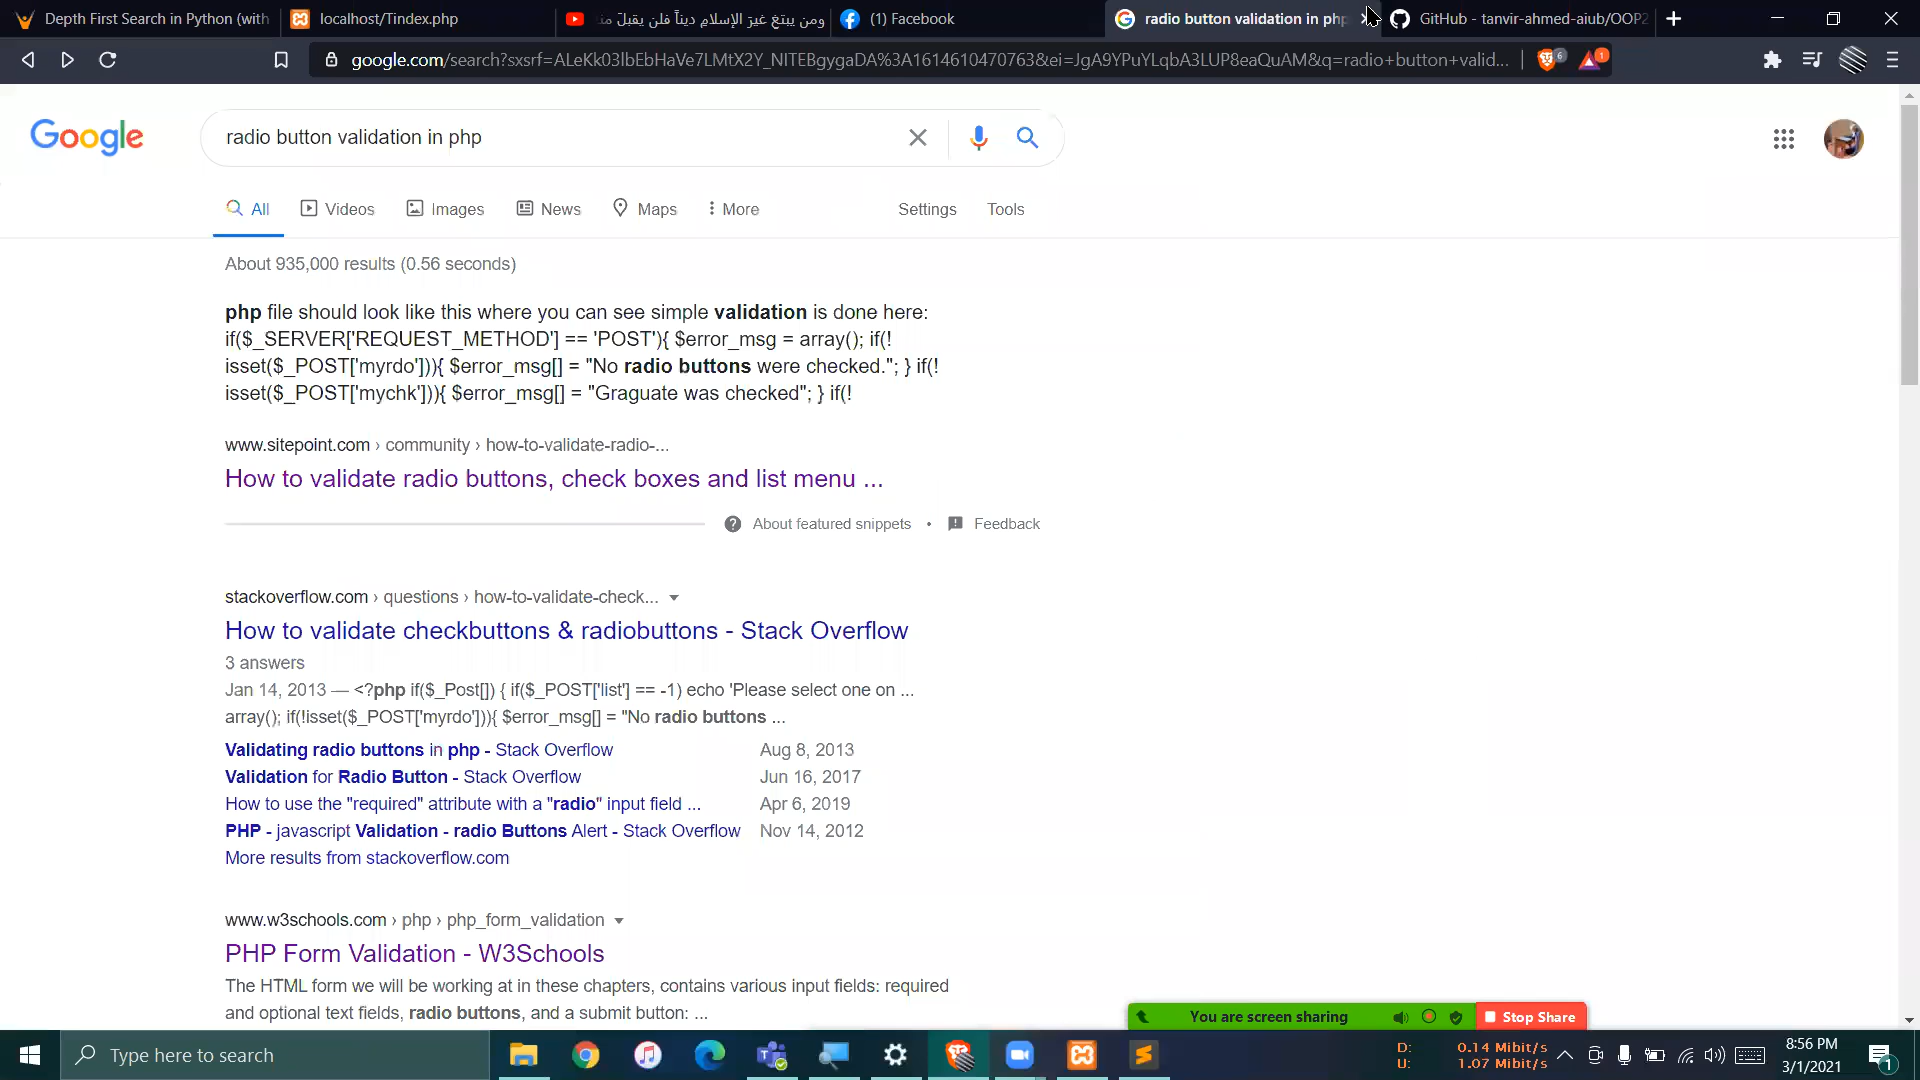 Depth First Search in Python (with
localhost/Tindex.php
ومن يبتغ غيرَ الإسلامِ ديناً فلن يقبلَ من
(1) Facebook
radio button validation in php
GitHub - tanvir-ahmed-aiub/OOP2
google.com/search?sxsrf=ALeKk03lbEbHaVe7LMtX2Y_NITEBgygaDA%3A1614610470763&ei=JgA9YPuYLqbA3LUP8eaQuAM&q=radio+button+valid...
6
1
Google
radio button validation in php
All
Videos
Images
News
Maps
More
Settings
Tools
About 935,000 results (0.56 seconds)
php file should look like this where you can see simple validation is done here:
if($_SERVER['REQUEST_METHOD'] == 'POST'){ $error_msg = array(); if(!
isset($_POST['myrdo'])){ $error_msg[] = "No radio buttons were checked."; } if(!
isset($_POST['mychk'])){ $error_msg[] = "Graguate was checked"; } if(!
www.sitepoint.com › community › how-to-validate-radio-...
How to validate radio buttons, check boxes and list menu ...
About featured snippets • Feedback
stackoverflow.com › questions › how-to-validate-check...
How to validate checkbuttons & radiobuttons - Stack Overflow
3 answers
Jan 14, 2013 — <?php if($_Post[]) { if($_POST['list'] == -1) echo 'Please select one on ...
array(); if(!isset($_POST['myrdo'])){ $error_msg[] = "No radio buttons ...
Validating radio buttons in php - Stack Overflow Aug 8, 2013
Validation for Radio Button - Stack Overflow Jun 16, 2017
How to use the "required" attribute with a "radio" input field ... Apr 6, 2019
PHP - javascript Validation - radio Buttons Alert - Stack Overflow Nov 14, 2012
More results from stackoverflow.com
www.w3schools.com › php › php_form_validation
PHP Form Validation - W3Schools
The HTML form we will be working at in these chapters, contains various input fields: required
and optional text fields, radio buttons, and a submit button: ...
You are screen sharing
Stop Share
Type here to search
D: 0.14 Mibit/s
U: 1.07 Mibit/s
8:56 PM
3/1/2021
1